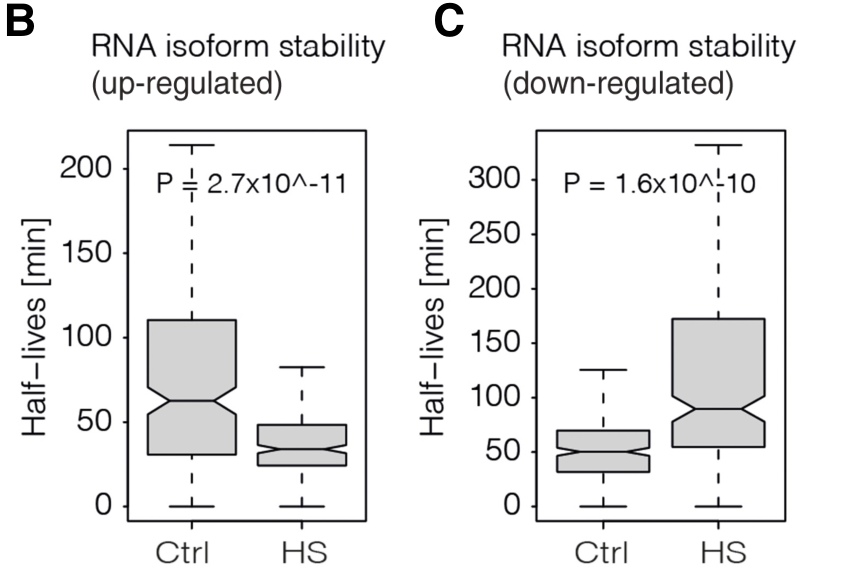 B
RNA isoform stability
(up-regulated)
P = 2.7x10^-11
Half−lives [min]
200
150
100
50
0
Ctrl
HS
C
RNA isoform stability
(down-regulated)
P = 1.6x10^-10
Half−lives [min]
300
250
200
150
100
50
0
Ctrl
HS